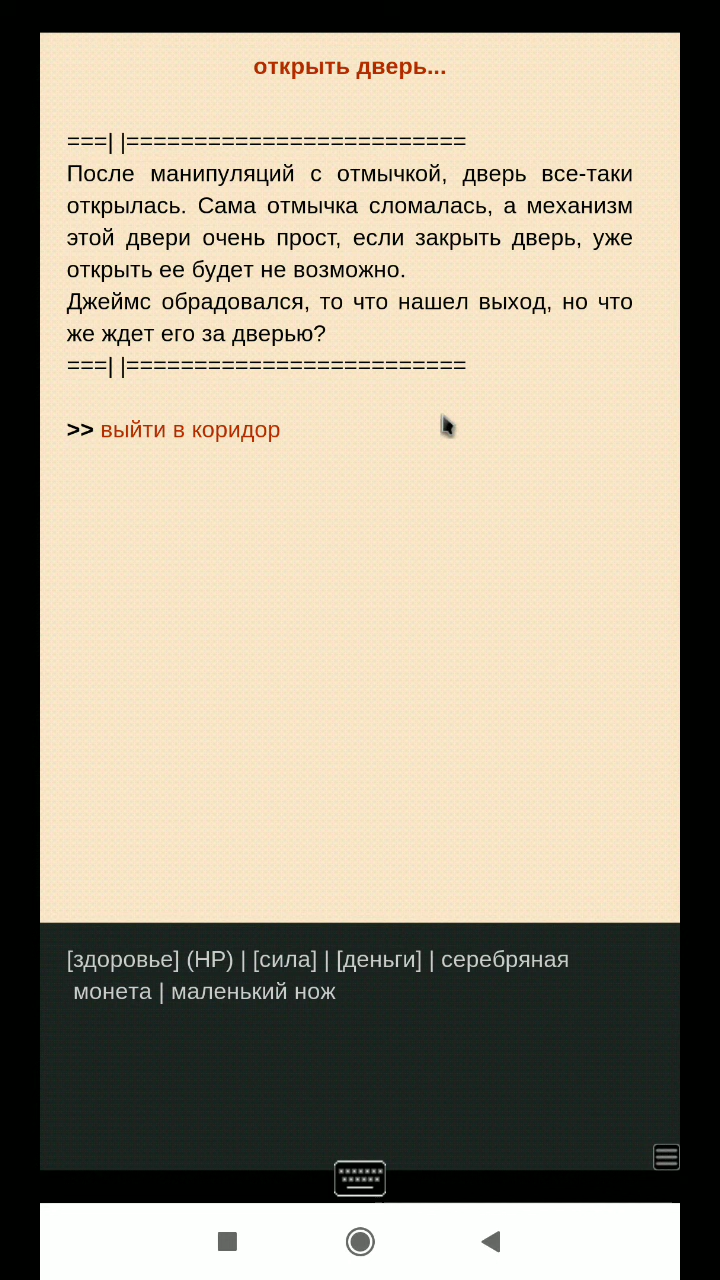 открыть дверь...
===| |=========================
После манипуляций с отмычкой, дверь все-таки
открылась. Сама отмычка сломалась, а механизм
этой двери очень прост, если закрыть дверь, уже
открыть ее будет не возможно.
Джеймс обрадовался, то что нашел выход, но что
же ждет его за дверью?
===| |=========================
>> выйти в коридор
[здоровье] (HP) | [сила] | [деньги] | серебряная
монета | маленький нож